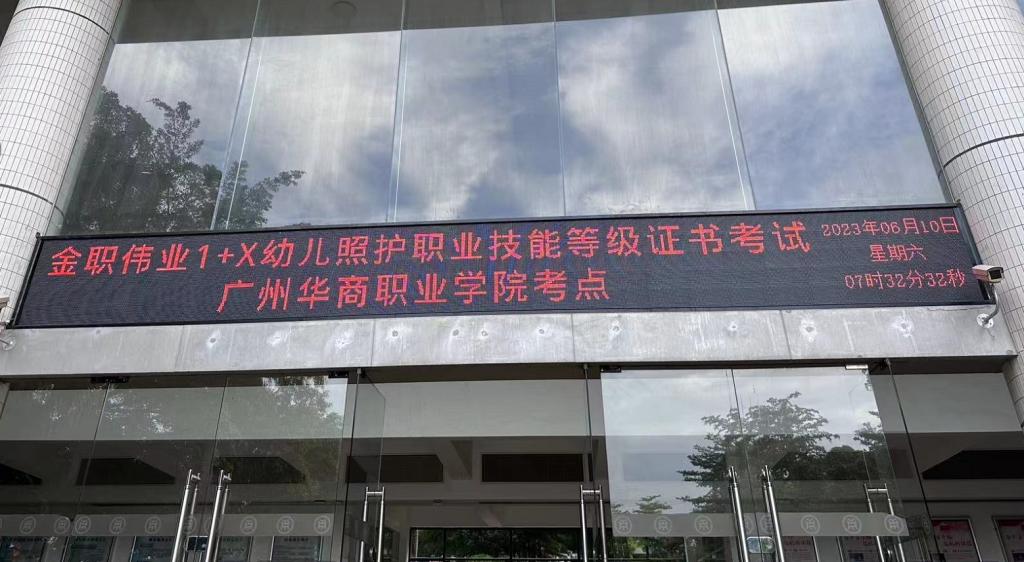 金职伟业1+X幼儿照护职业技能等级证书考试
广州华商职业学院考点
2023年06月10日
星期六
07时32分32秒